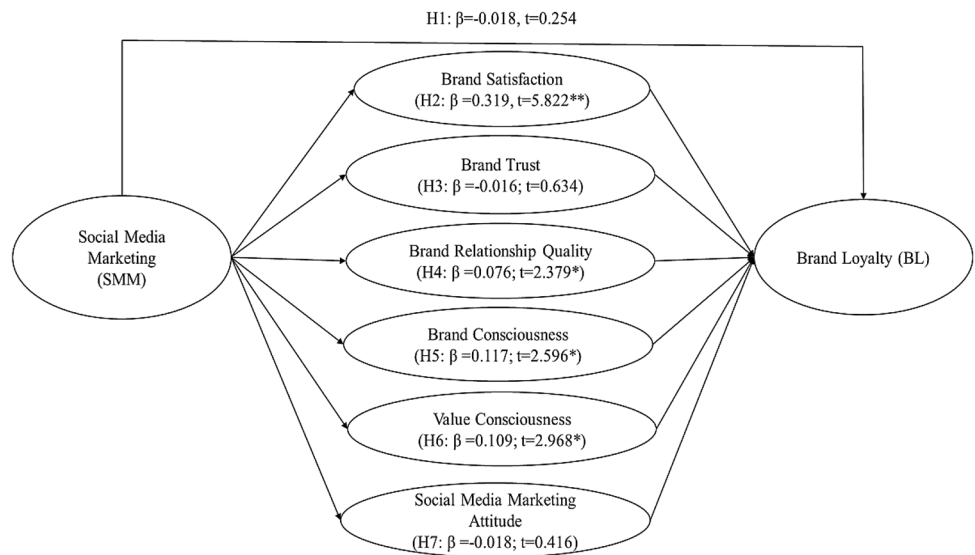 H1: β=-0.018, t=0.254
Brand Satisfaction
(H2: β =0.319, t=5.822**)
Brand Trust
(H3: β =-0.016; t=0.634)
Social Media
Marketing
(SMM)
Brand Relationship Quality
(H4: β =0.076; t=2.379*)
Brand Loyalty (BL)
Brand Consciousness
(H5: β =0.117; t=2.596*)
Value Consciousness
(H6: β =0.109; t=2.968*)
Social Media Marketing
Attitude
(H7: β=-0.018; t=0.416)